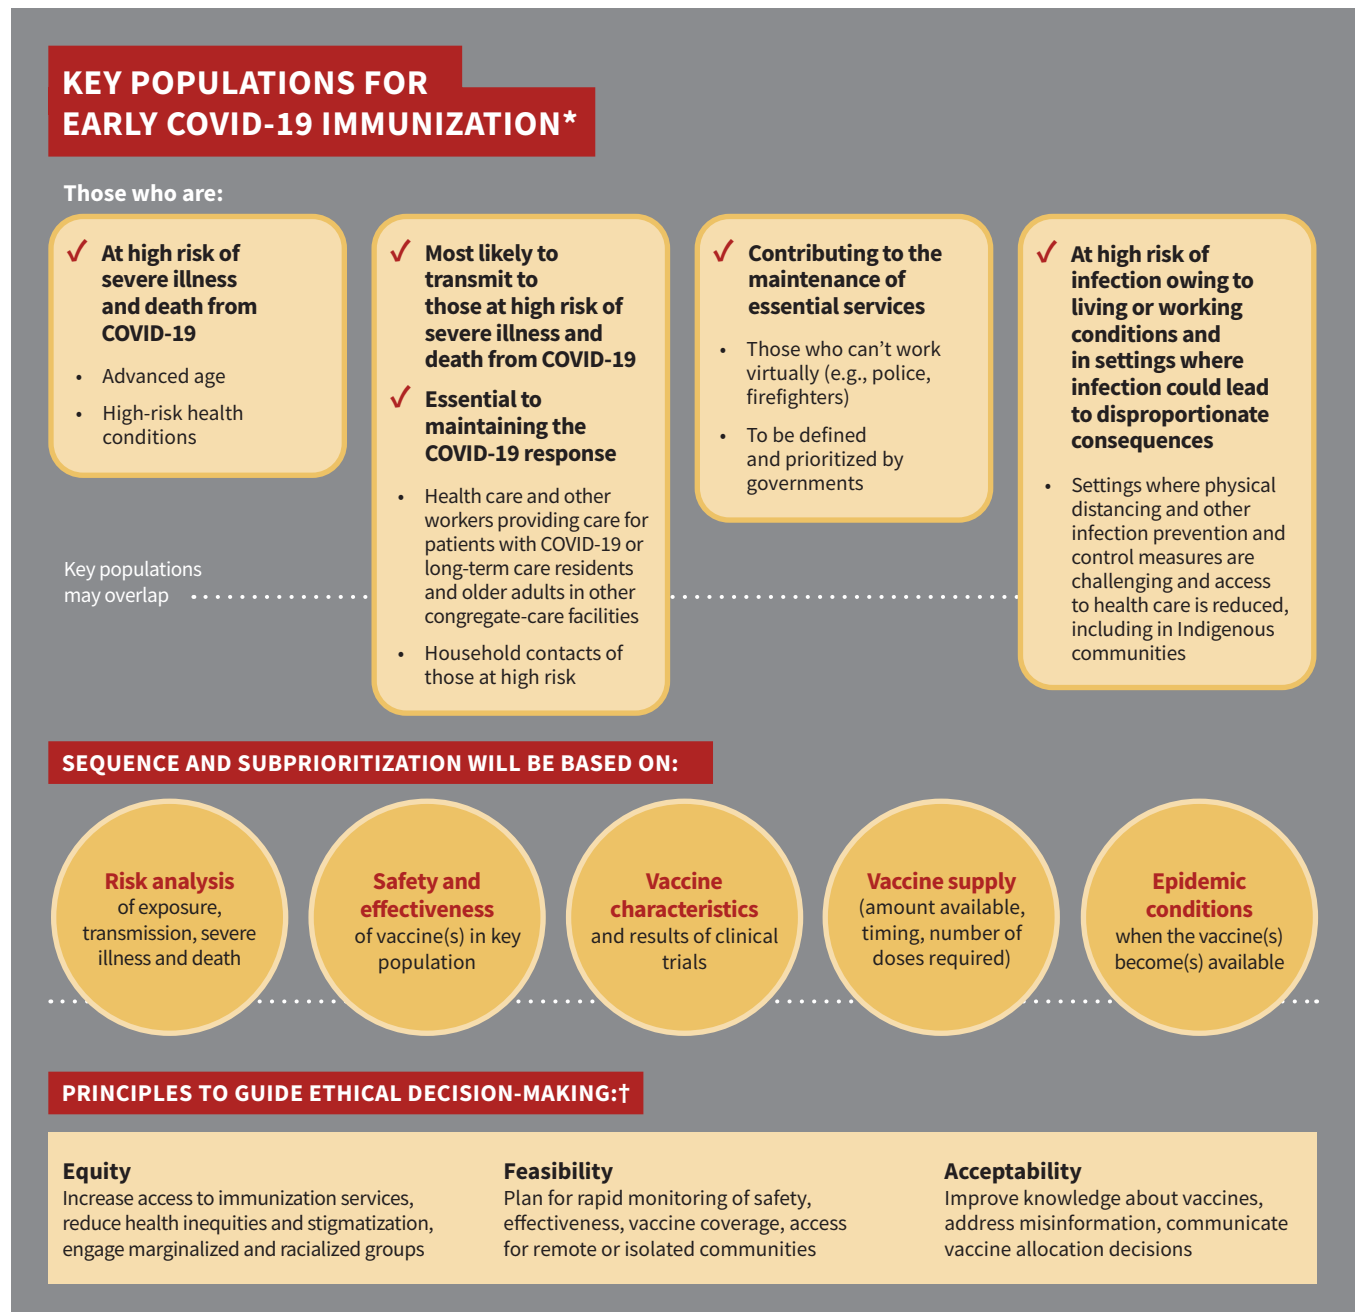 KEY POPULATIONS FOR
EARLY COVID-19 IMMUNIZATION*
Those who are:
✓ At high risk of
severe illness
and death from
COVID-19
• Advanced age
• High-risk health
conditions
✓ Most likely to
transmit to
those at high risk of
severe illness and
death from COVID-19
✓ Essential to
maintaining the
COVID-19 response
• Health care and other
workers providing care for
patients with COVID-19 or
long-term care residents
and older adults in other
congregate-care facilities
• Household contacts of
those at high risk
✓ Contributing to the
maintenance of
essential services
• Those who can’t work
virtually (e.g., police,
firefighters)
• To be defined
and prioritized by
governments
✓ At high risk of
infection owing to
living or working
conditions and
in settings where
infection could lead
to disproportionate
consequences
• Settings where physical
distancing and other
infection prevention and
control measures are
challenging and access
to health care is reduced,
including in Indigenous
communities
Key populations
may overlap
SEQUENCE AND SUBPRIORITIZATION WILL BE BASED ON:
Risk analysis
of exposure,
transmission, severe
illness and death
Safety and
effectiveness
of vaccine(s) in key
population
Vaccine
characteristics
and results of clinical
trials
Vaccine supply
(amount available,
timing, number of
doses required)
Epidemic
conditions
when the vaccine(s)
become(s) available
PRINCIPLES TO GUIDE ETHICAL DECISION-MAKING:†
Equity
Increase access to immunization services,
reduce health inequities and stigmatization,
engage marginalized and racialized groups
Feasibility
Plan for rapid monitoring of safety,
effectiveness, vaccine coverage, access
for remote or isolated communities
Acceptability
Improve knowledge about vaccines,
address misinformation, communicate
vaccine allocation decisions